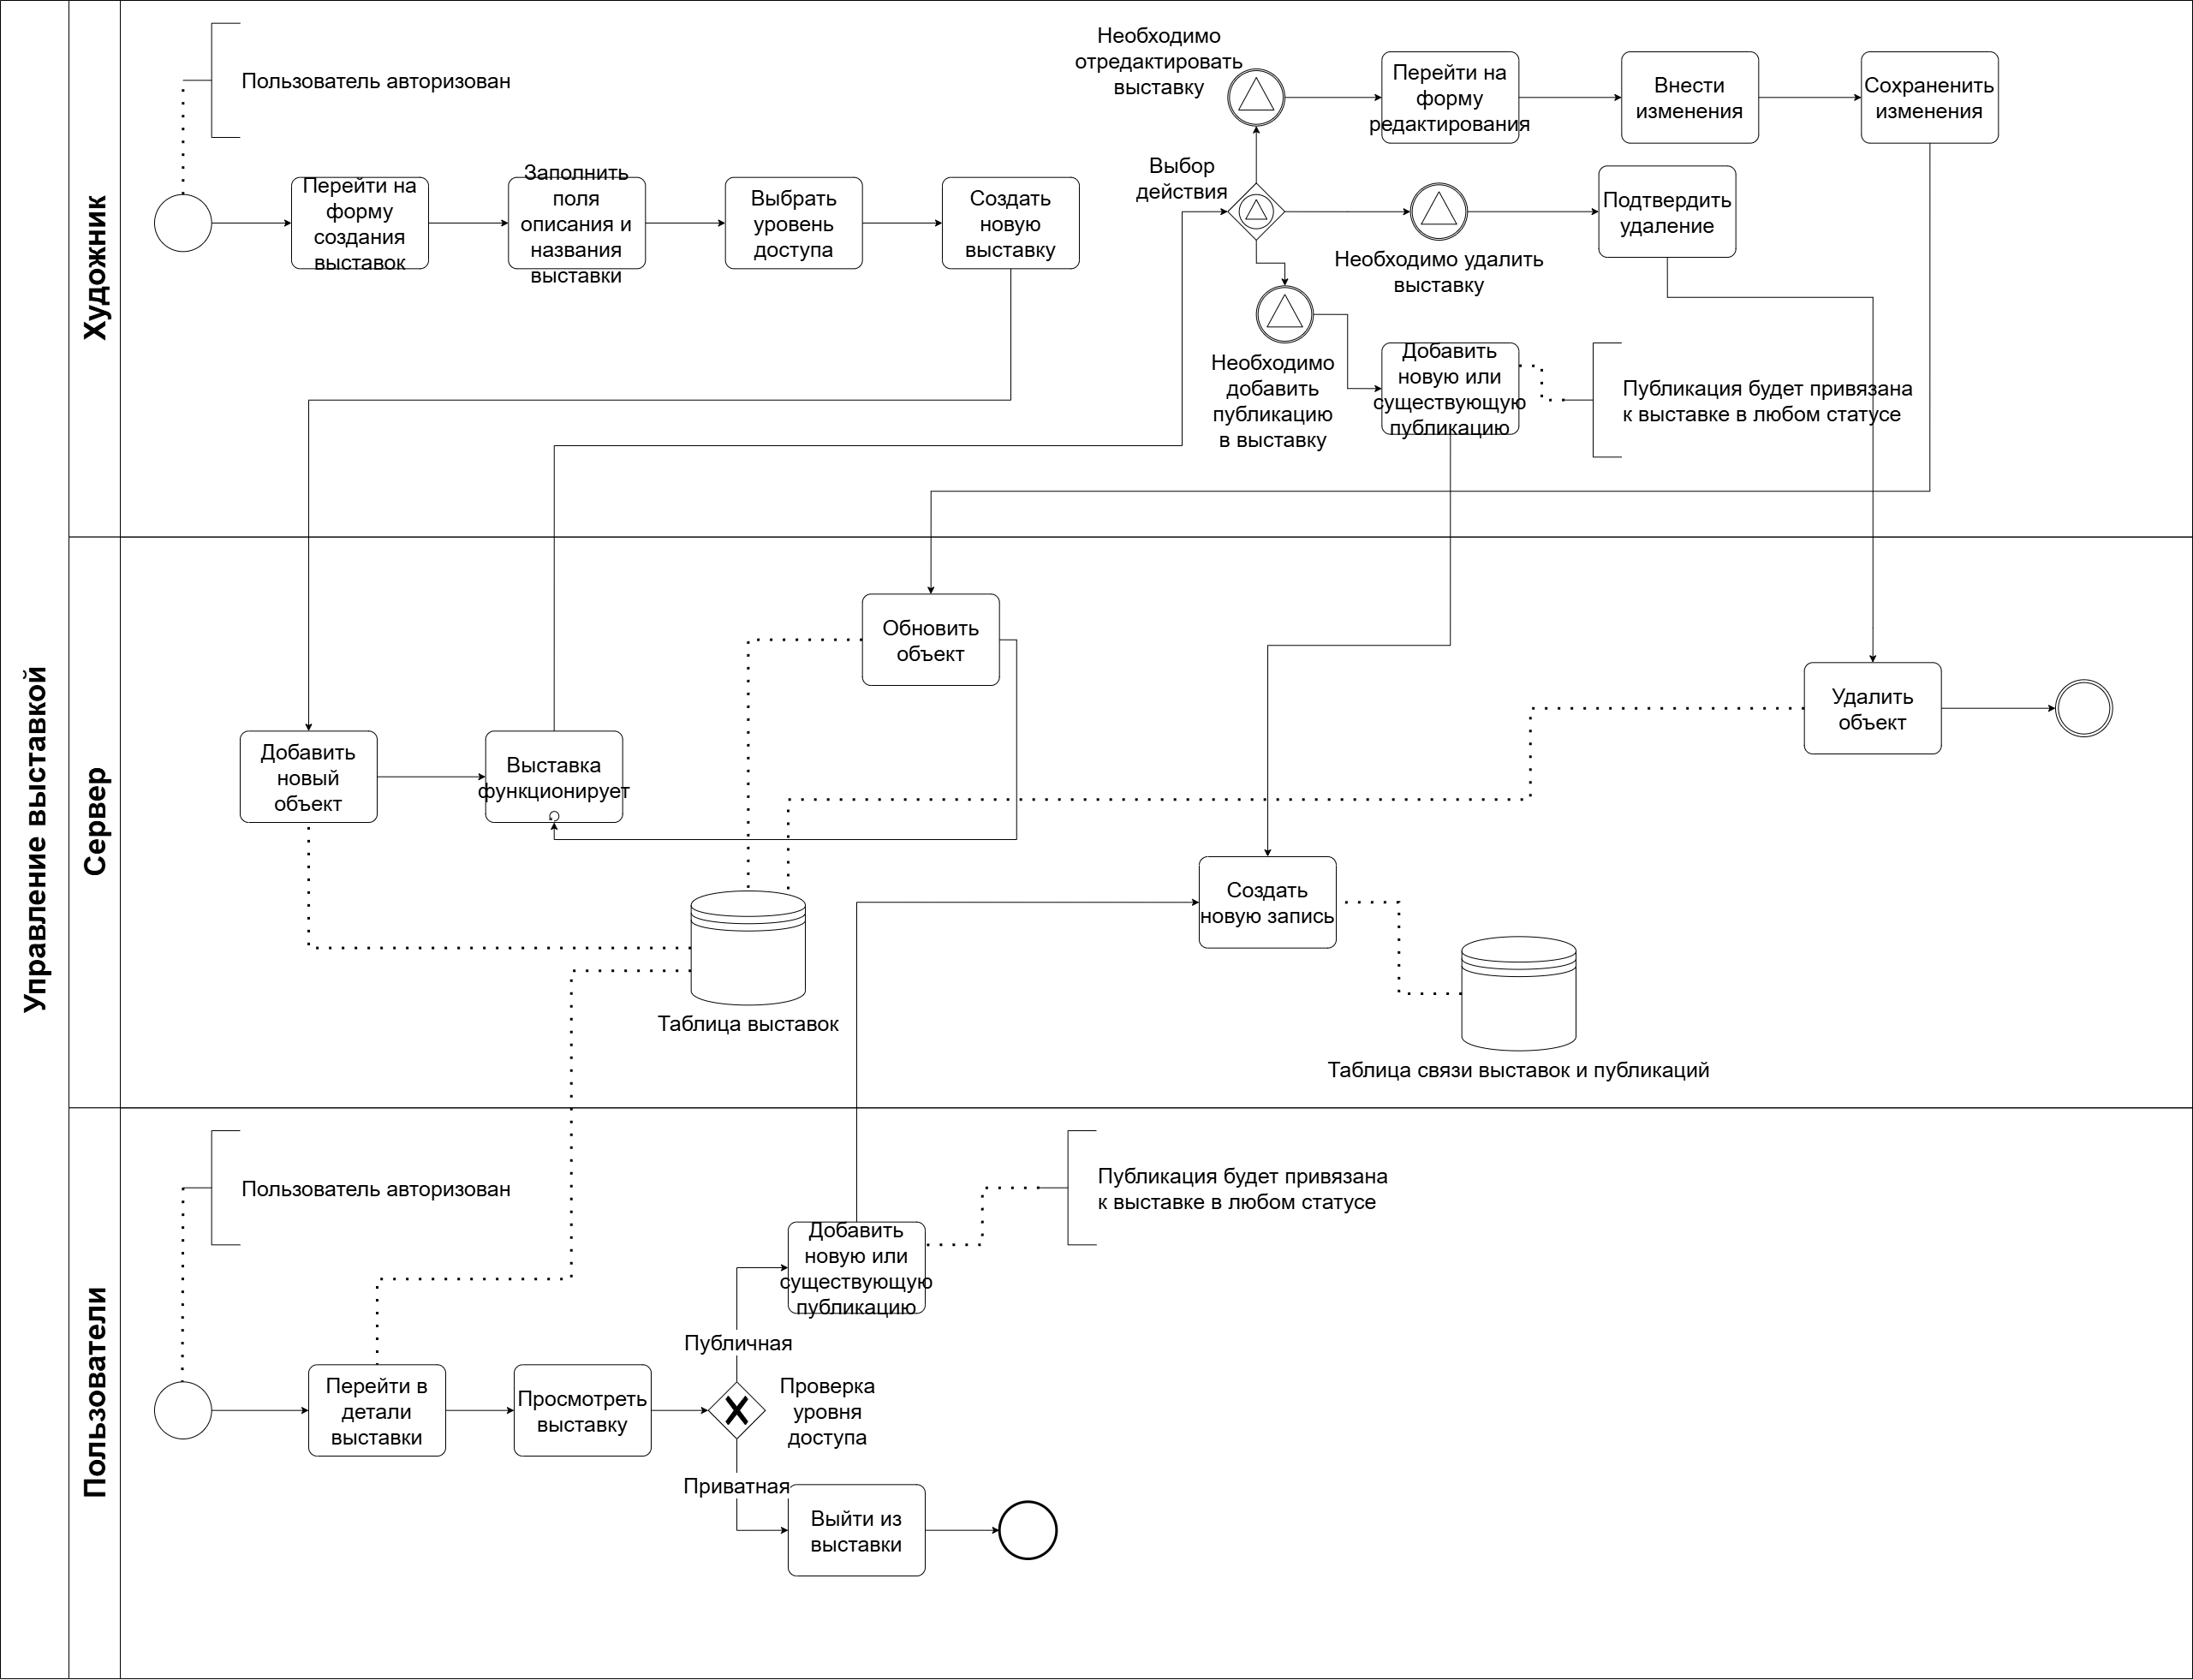 Управление выставкой
Художник
Пользователь авторизован
Перейти на
форму
создания
выставок
Заполнить
поля
описания и
названия
выставки
Выбрать
уровень
доступа
Создать
новую
выставку
Необходимо
отредактировать
выставку
Перейти на
форму
редактирования
Внести
изменения
Сохраненить
изменения
Выбор
действия
Необходимо удалить
выставку
Подтвердить
удаление
Необходимо
добавить
публикацию
в выставку
Добавить
новую или
существующую
публикацию
Публикация будет привязана
к выставке в любом статусе
Сервер
Обновить
объект
Удалить
объект
Добавить
новый
объект
Выставка
функционирует
Создать
новую запись
Таблица выставок
Таблица связи выставок и публикаций
Пользователи
Пользователь авторизован
Публикация будет привязана
к выставке в любом статусе
Добавить
новую или
существующую
публикацию
Публичная
Перейти в
детали
выставки
Просмотреть
выставку
Проверка
уровня
доступа
Приватная
Выйти из
выставки